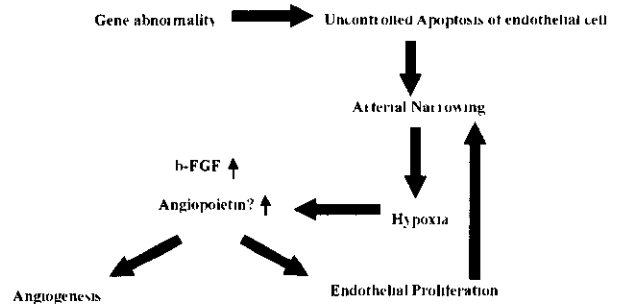 Gene abnormality
Uncontrolled Apoptosis of endothelial cell
Arterial Narrowing
b-FGF ↑
Angiopoietin? ↑
Hypoxia
Angiogenesis
Endothelial Proliferation